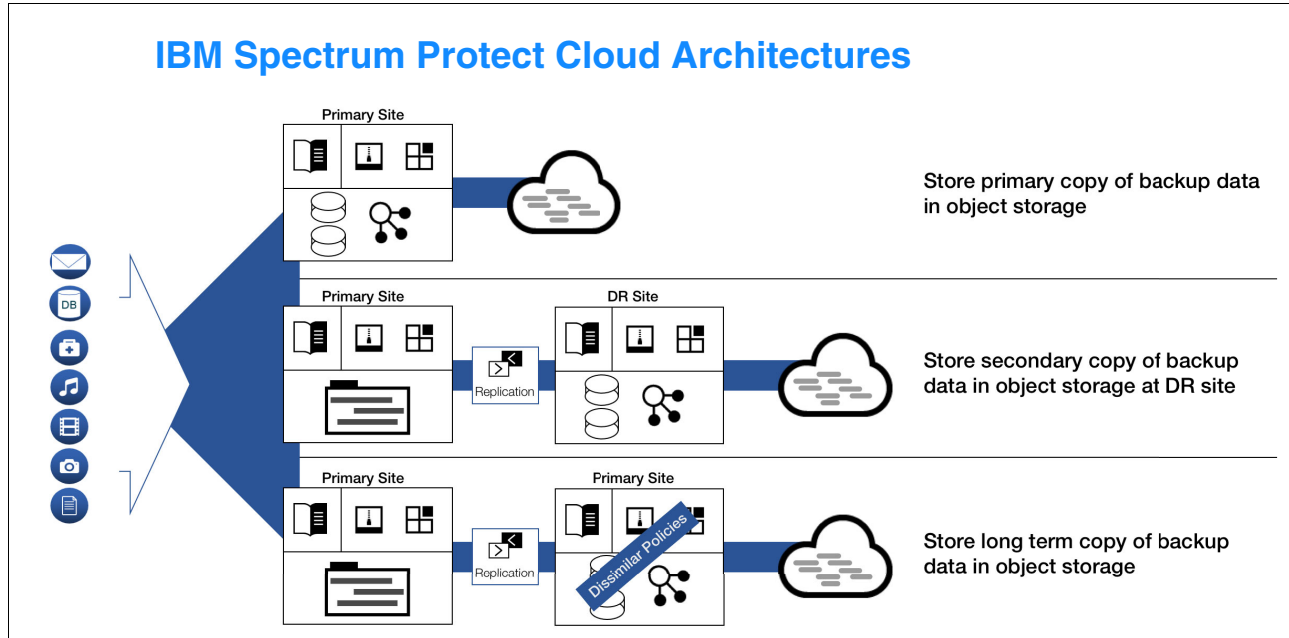 IBM Spectrum Protect Cloud Architectures
Primary Site
Store primary copy of backup data
in object storage
DB
Primary Site
DR Site
Replication
Store secondary copy of backup
data in object storage at DR site
Primary Site
Primary Site
Dissimilar Policies
Roplication
Store long term copy of backup
data in object storage